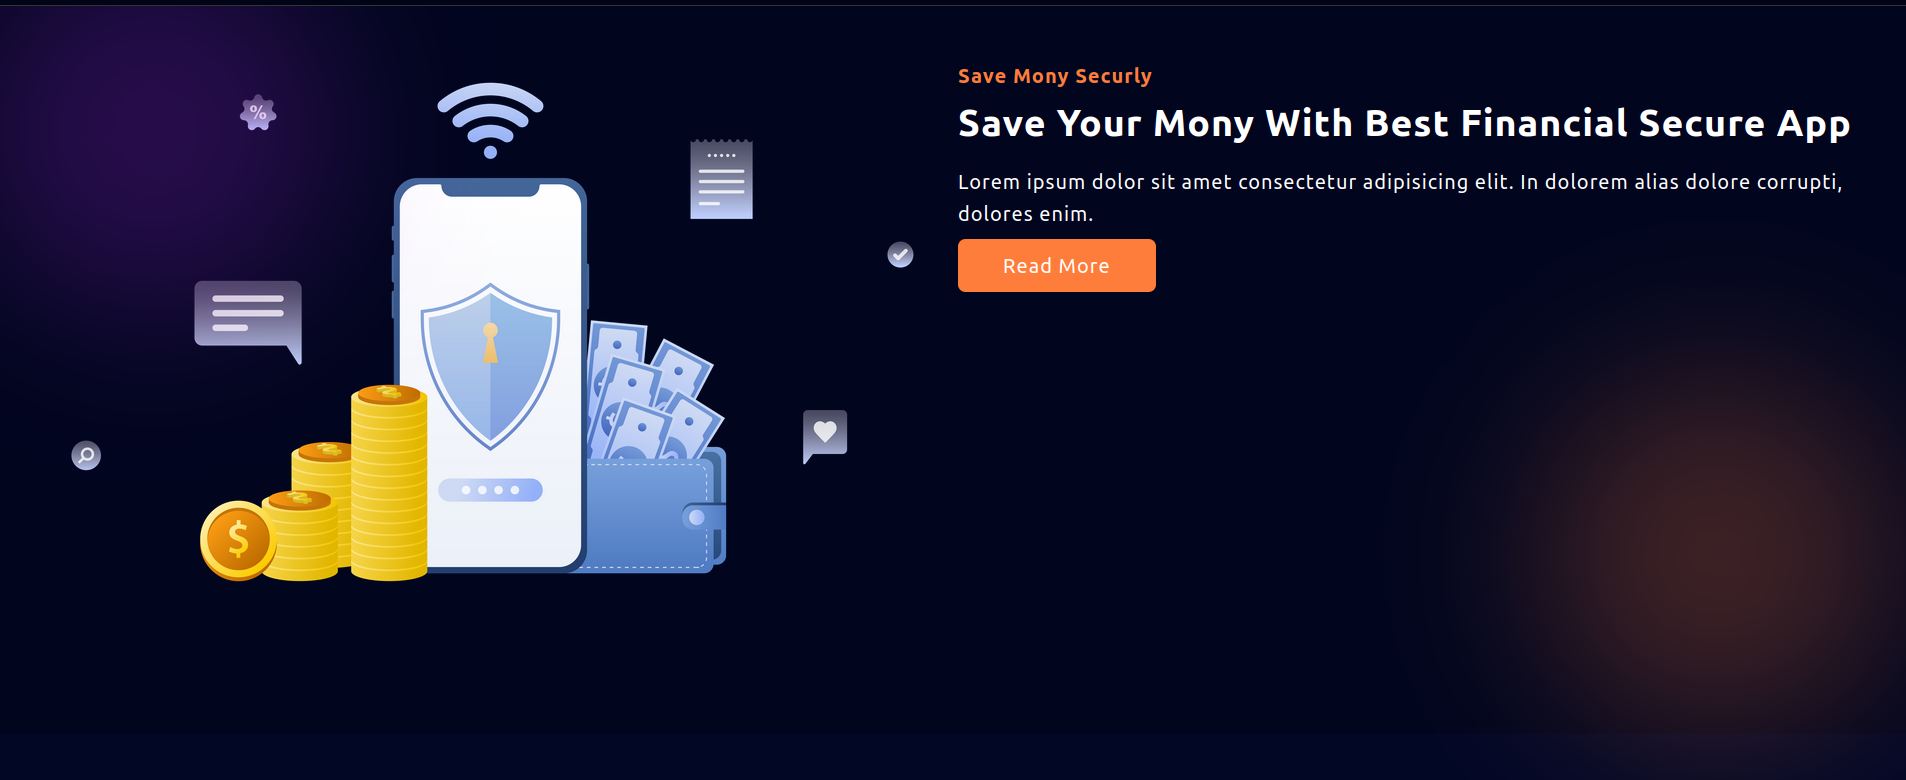 %
$
Save Mony Securly
Save Your Mony With Best Financial Secure App
Lorem ipsum dolor sit amet consectetur adipisicing elit. In dolorem alias dolore corrupti,
dolores enim.
Read More